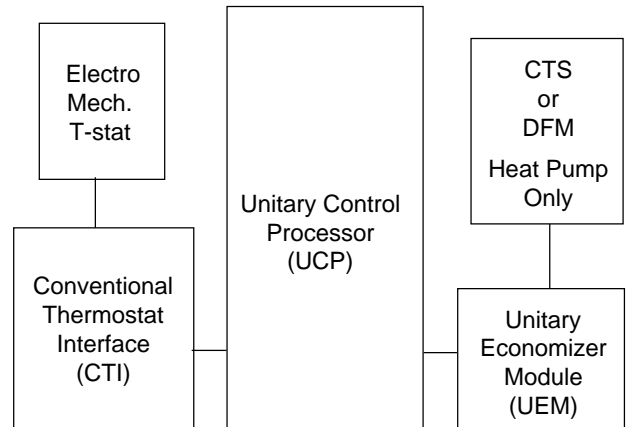 Electro
Mech.
T-stat
Conventional
Thermostat
Interface
(CTI)
Unitary Control
Processor
(UCP)
CTS
or
DFM
Heat Pump
Only
Unitary
Economizer
Module
(UEM)